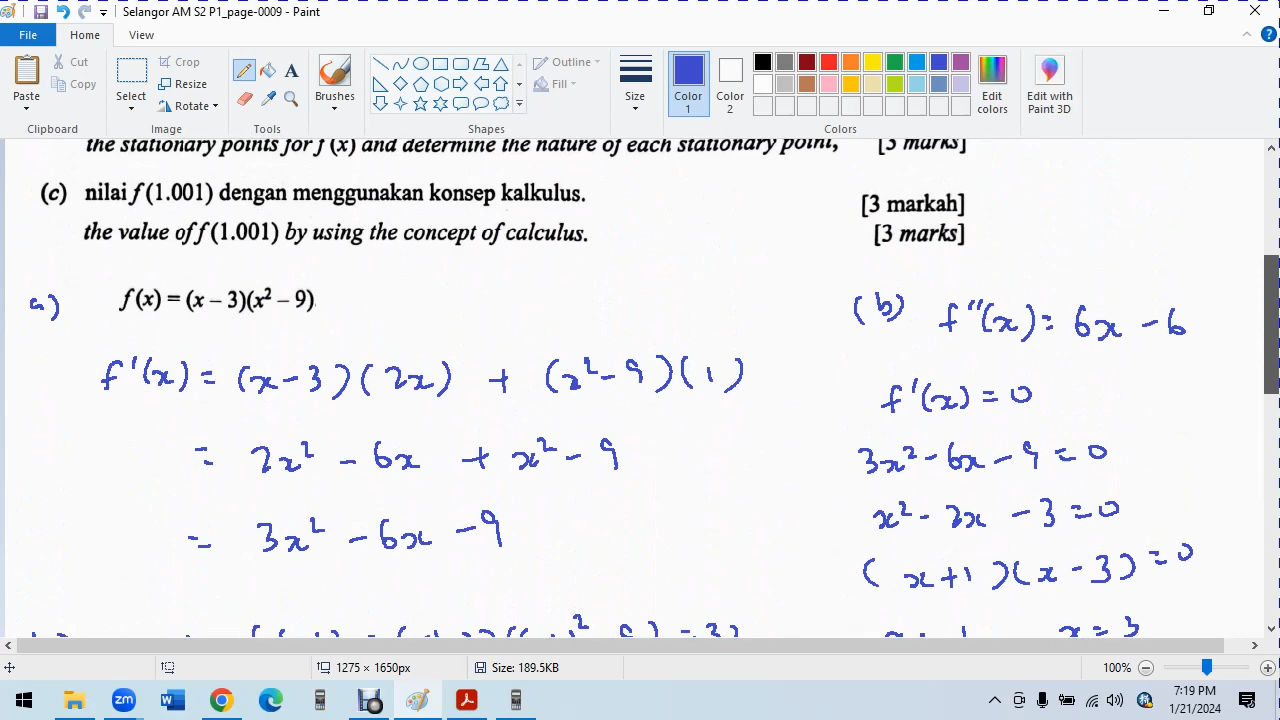 Selangor AM S2 P1_page-0009 - Paint
File Home View
Paste Cut Copy Clipboard
Select Crop Resize Rotate Image
A Tools
Brushes
Shapes Outline Fill
Size
Color 1 Color 2 Edit colors Colors
Edit with Paint 3D
the stationary points for f (x) and determine the nature of each stationary point, [3 marks]
(c) nilai f (1.001) dengan menggunakan konsep kalkulus. [3 markah]
the value of f (1.001) by using the concept of calculus. [3 marks]
a) f (x) = (x – 3)(x² – 9)
f'(x) = (x-3)(2x) + (x²-9)(1)
= 2x² - 6x + x² - 9
= 3x² - 6x - 9
(b) f''(x) = 6x - 6
f'(x) = 0
3x² - 6x - 9 = 0
x² - 2x - 3 = 0
(x+1)(x-3) = 0
x = 3
1275 × 1650px Size: 189.5KB 100%
zm W
7:19 PM
1/21/2024